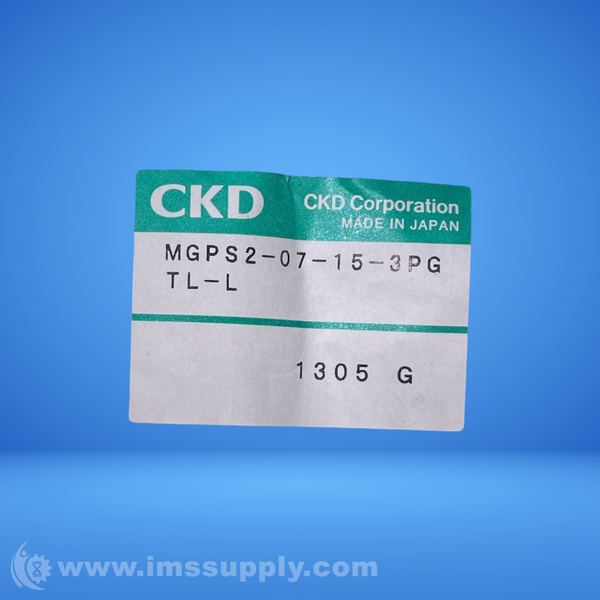 CKD
CKD Corporation
MADE IN JAPAN
MGPS2-07-15-3PG
TL-L
1305 G
www.imssupply.com